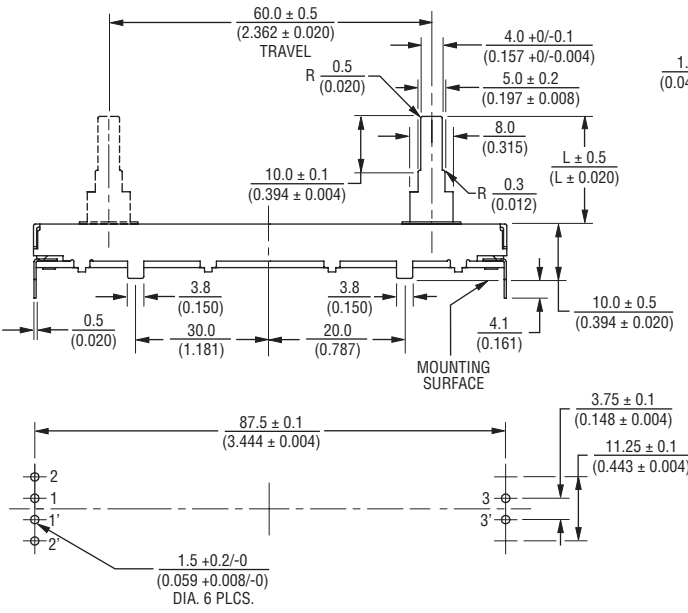 60.0 ± 0.5
(2.362 ± 0.020)
TRAVEL
4.0 +0/-0.1
(0.157 +0/-0.004)
R 0.5
(0.020)
5.0 ± 0.2
(0.197 ± 0.008)
8.0
(0.315)
10.0 ± 0.1
(0.394 ± 0.004)
L ± 0.5
(L ± 0.020)
R 0.3
(0.012)
3.8
(0.150)
3.8
(0.150)
0.5
(0.020)
30.0
(1.181)
20.0
(0.787)
4.1
(0.161)
10.0 ± 0.5
(0.394 ± 0.020)
MOUNTING
SURFACE
87.5 ± 0.1
(3.444 ± 0.004)
3.75 ± 0.1
(0.148 ± 0.004)
11.25 ± 0.1
(0.443 ± 0.004)
2
1
1'
2'
3
3'
1.5 +0.2/-0
(0.059 +0.008/-0)
DIA. 6 PLCS.